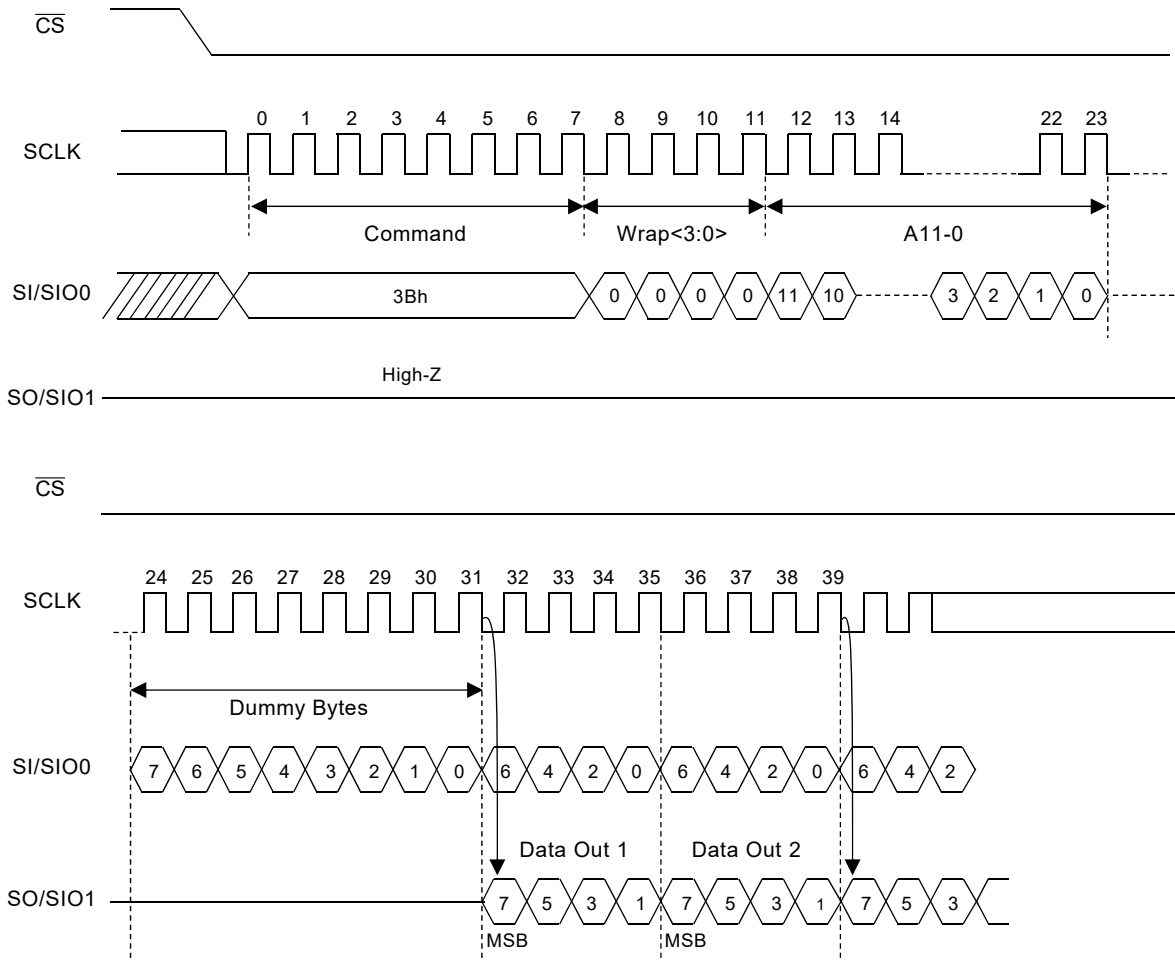 CS
0 1 2 3 4 5 6 7 8 9 10 11 12 13 14 22 23
SCLK
Command Wrap<3:0> A11-0
SI/SIO0 3Bh 0 0 0 0 11 10 3 2 1 0
High-Z
SO/SIO1
CS
24 25 26 27 28 29 30 31 32 33 34 35 36 37 38 39
SCLK
Dummy Bytes
SI/SIO0 7 6 5 4 3 2 1 0 6 4 2 0 6 4 2 0 6 4 2
Data Out 1 Data Out 2
SO/SIO1 7 5 3 1 7 5 3 1 7 5 3
MSB MSB